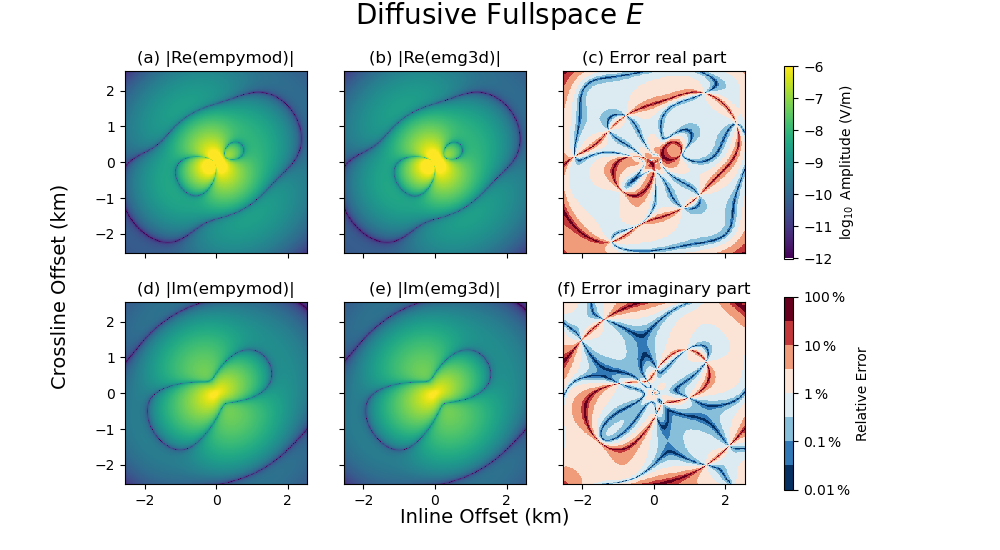 Diffusive Fullspace E
(a) |Re(empymod)|
(b) |Re(emg3d)|
(c) Error real part
2
1
0
−1
−2
−6
−7
−8
−9
−10
−11
−12
log₁₀ Amplitude (V/m)
Crossline Offset (km)
(d) |Im(empymod)|
(e) |Im(emg3d)|
(f) Error imaginary part
2
1
0
−1
−2
−2 0 2
−2 0 2
−2 0 2
100 %
10 %
1 %
0.1 %
0.01 %
Relative Error
Inline Offset (km)